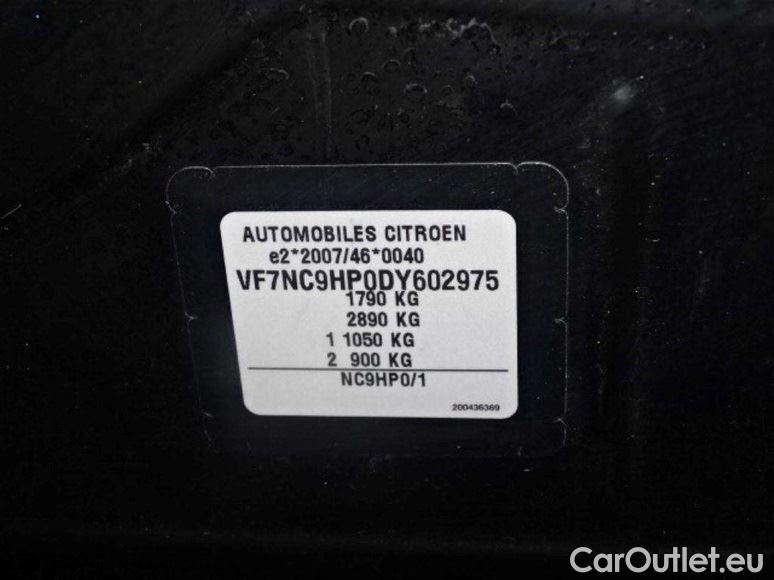 AUTOMOBILES CITROEN
e2*2007/46*0040
VF7NC9HP0DY602975
1790 KG
2890 KG
1 1050 KG
2 900 KG
NC9HP0/1
200436369
CarOutlet.eu